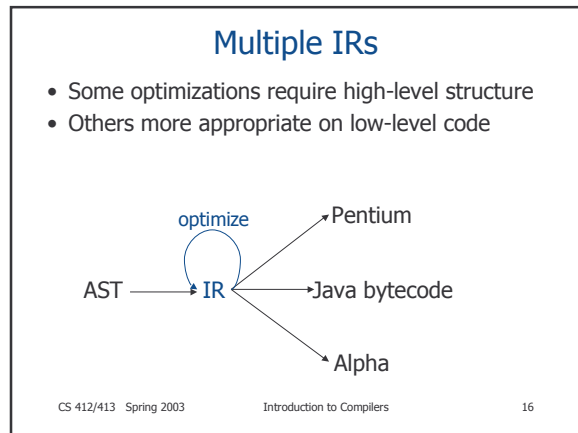 Multiple IRs
• Some optimizations require high-level structure
• Others more appropriate on low-level code
optimize
Pentium
AST
IR
Java bytecode
Alpha
CS 412/413 Spring 2003
Introduction to Compilers
16